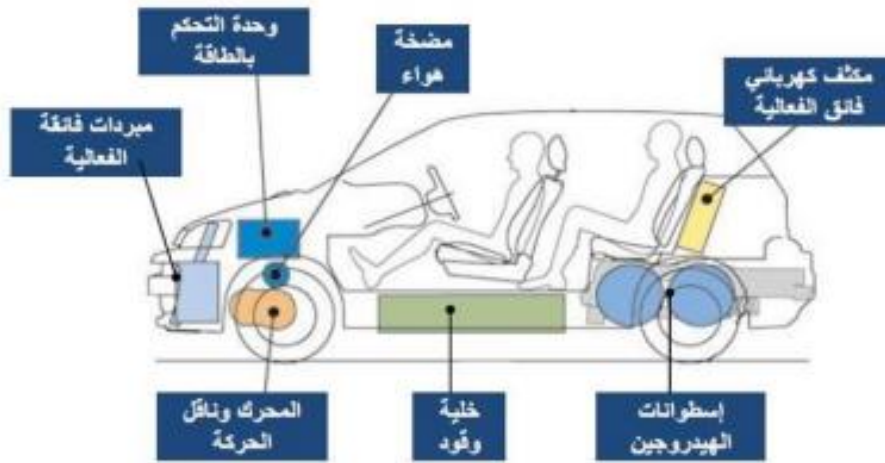 وحدة التحكم
بالطاقة
مضخة
هواء
مكثف كهربائي
فائق الفعالية
مبردات فائقة
الفعالية
المحرك وناقل
الحركة
خلية
وقود
إسطوانات
الهيدروجين